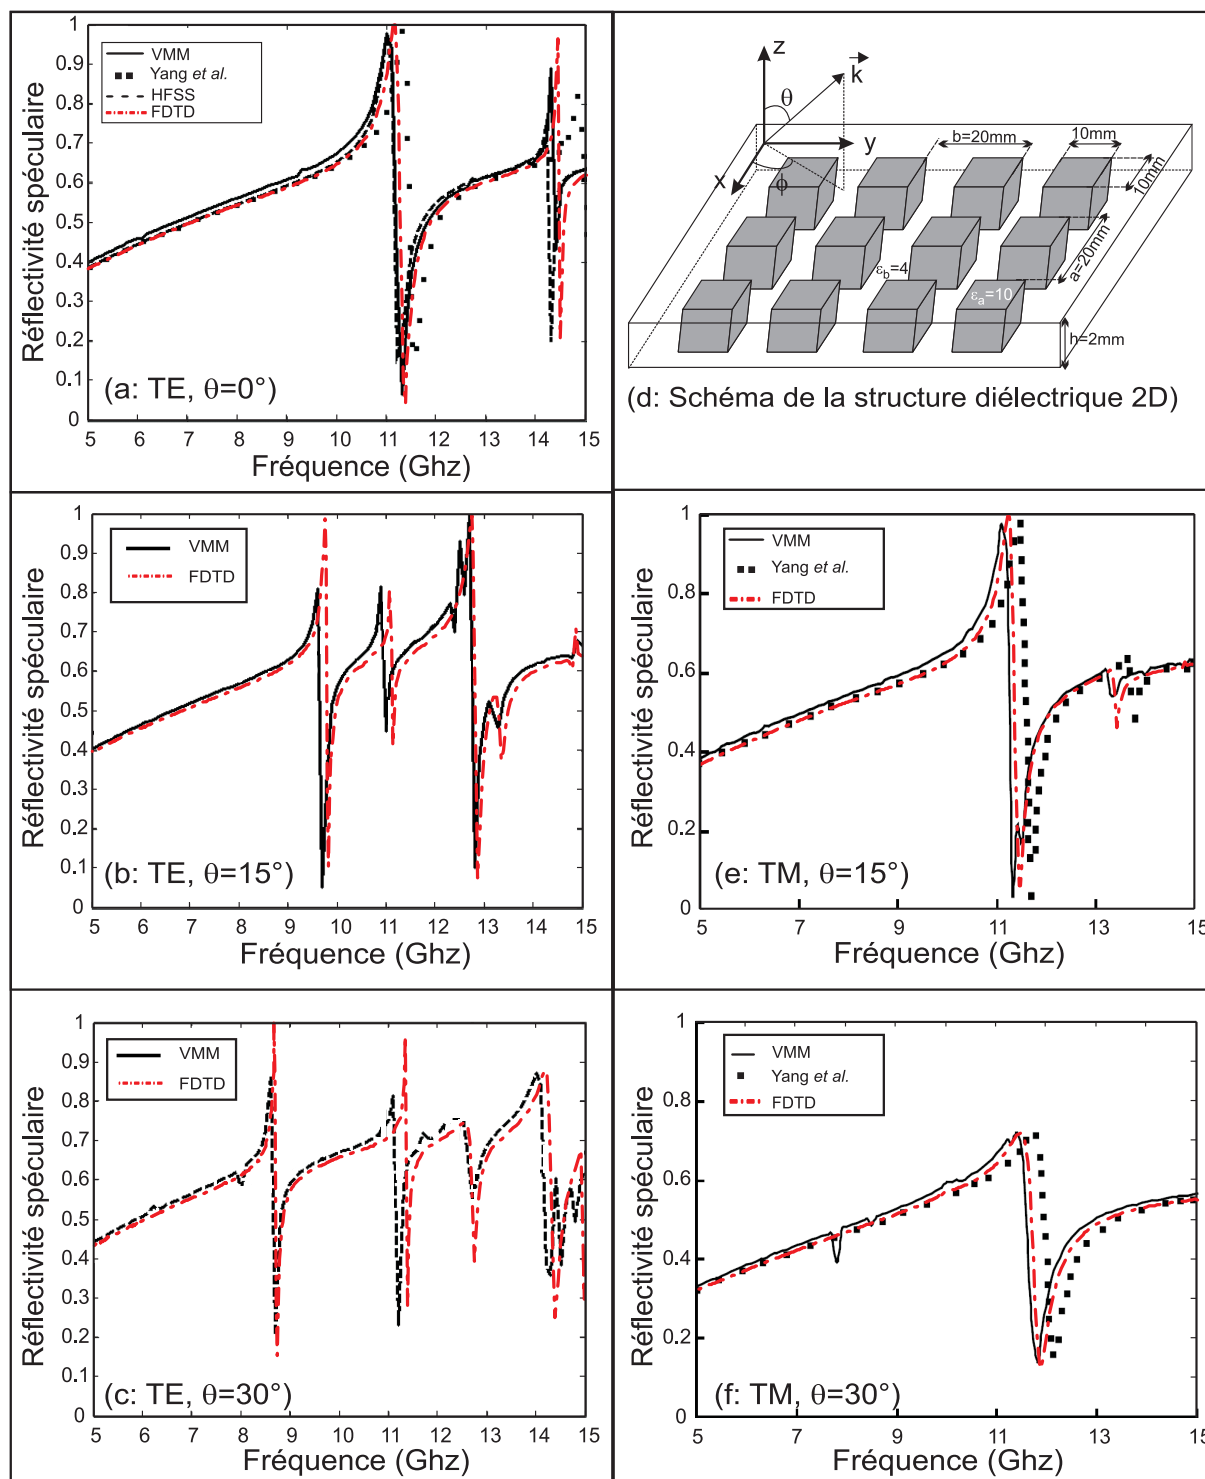 Réflectivité spéculaire
1
0.9
0.8
0.7
0.6
0.5
0.4
0.3
0.2
0.1
0
VMM
Yang et al.
HFSS
FDTD
(a: TE, θ=0°)
5 6 7 8 9 10 11 12 13 14 15
Fréquence (Ghz)
z
k
θ
y
x
ϕ
b=20mm
10mm
10mm
a=20mm
εb=4
εa=10
h=2mm
(d: Schéma de la structure diélectrique 2D)
Réflectivité spéculaire
1
0.9
0.8
0.7
0.6
0.5
0.4
0.3
0.2
0.1
0
VMM
FDTD
(b: TE, θ=15°)
5 6 7 8 9 10 11 12 13 14 15
Fréquence (Ghz)
Réflectivité spéculaire
1
0.8
0.6
0.4
0.2
0
VMM
Yang et al.
FDTD
(e: TM, θ=15°)
5 7 9 11 13 15
Fréquence (Ghz)
Réflectivité spéculaire
1
0.9
0.8
0.7
0.6
0.5
0.4
0.3
0.2
0.1
0
VMM
FDTD
(c: TE, θ=30°)
5 6 7 8 9 10 11 12 13 14 15
Fréquence (Ghz)
Réflectivité spéculaire
1
0.8
0.6
0.4
0.2
0
VMM
Yang et al.
FDTD
(f: TM, θ=30°)
5 7 9 11 13 15
Fréquence (Ghz)